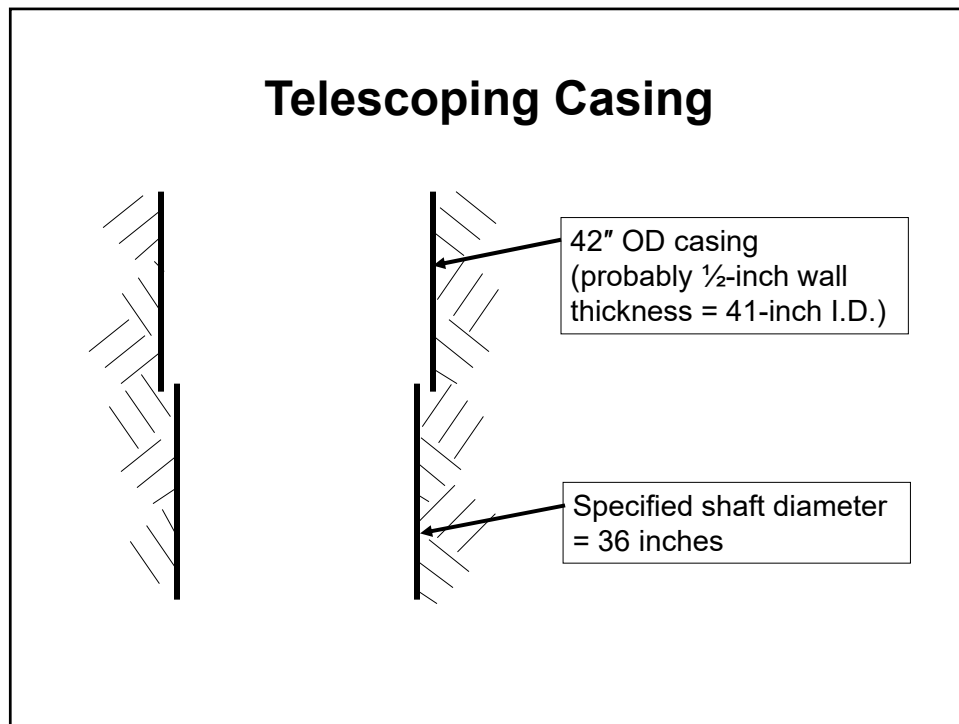 Telescoping Casing
42″ OD casing
(probably ½-inch wall
thickness = 41-inch I.D.)
Specified shaft diameter
= 36 inches